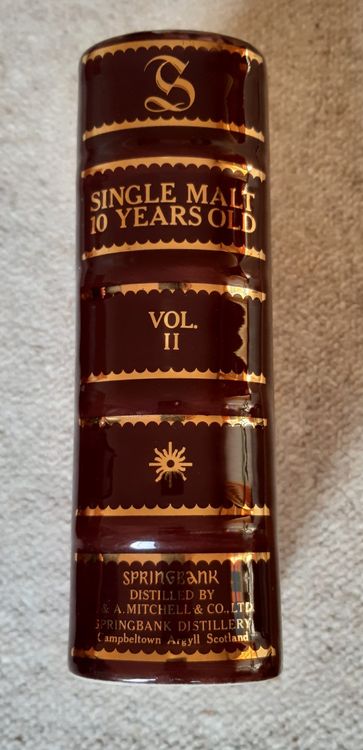 S
SINGLE MALT
10 YEARS OLD
VOL.
II
SPRINGBANK
DISTILLED BY
& A. MITCHELL & CO., LTD.
SPRINGBANK DISTILLERY
Campbeltown Argyll Scotland